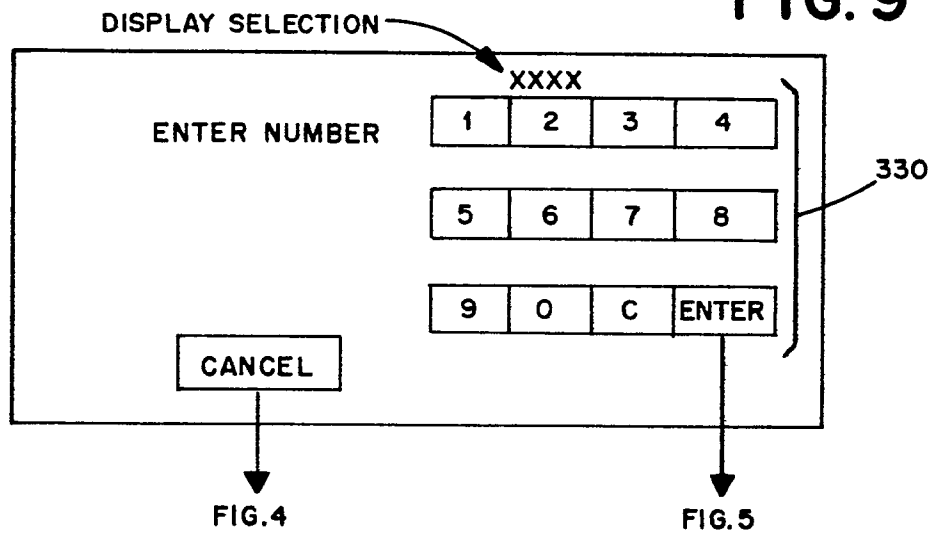 FIG. 9
DISPLAY SELECTION
XXXX
ENTER NUMBER
1 2 3 4
330
5 6 7 8
9 0 C ENTER
CANCEL
FIG.4 FIG.5